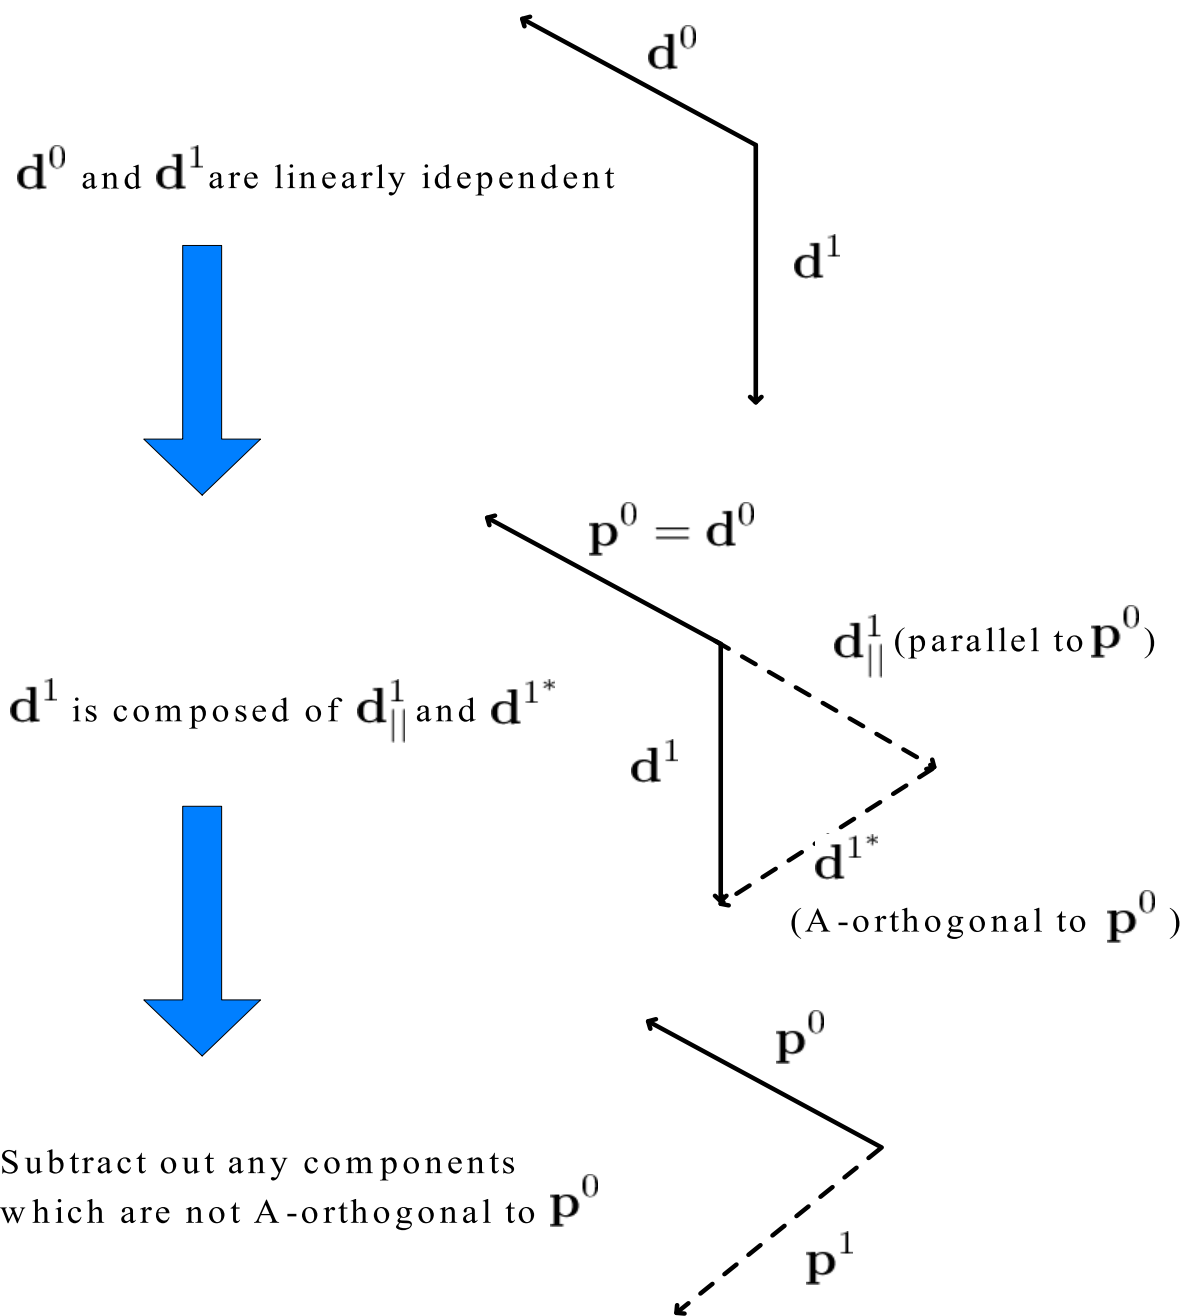 d⁰
d⁰ and d¹ are linearly idependent
d¹
p⁰ = d⁰
d¹|| (parallel to p⁰)
d¹ is composed of d¹|| and d¹*
d¹
d¹*
(A-orthogonal to p⁰)
p⁰
Subtract out any components
which are not A-orthogonal to p⁰
p¹